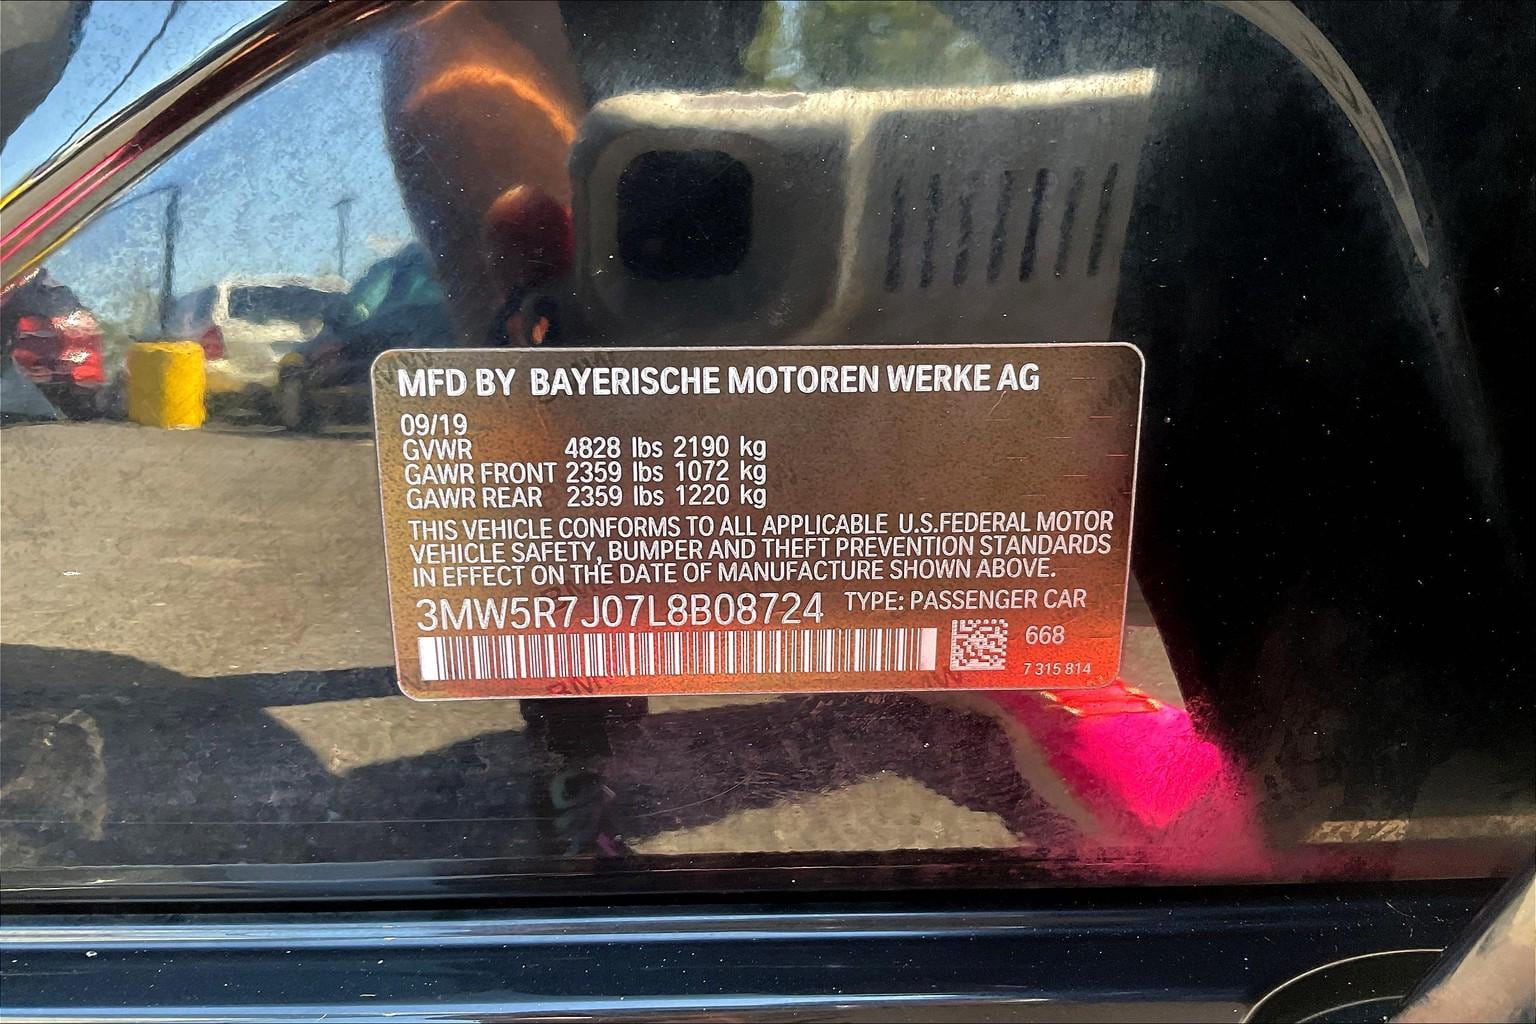 MFD BY BAYERISCHE MOTOREN WERKE AG
09/19
GVWR 4828 lbs 2190 kg
GAWR FRONT 2359 lbs 1072 kg
GAWR REAR 2359 lbs 1220 kg
THIS VEHICLE CONFORMS TO ALL APPLICABLE U.S.FEDERAL MOTOR
VEHICLE SAFETY, BUMPER AND THEFT PREVENTION STANDARDS
IN EFFECT ON THE DATE OF MANUFACTURE SHOWN ABOVE.
3MW5R7J07L8B08724 TYPE: PASSENGER CAR
668
7 315 814